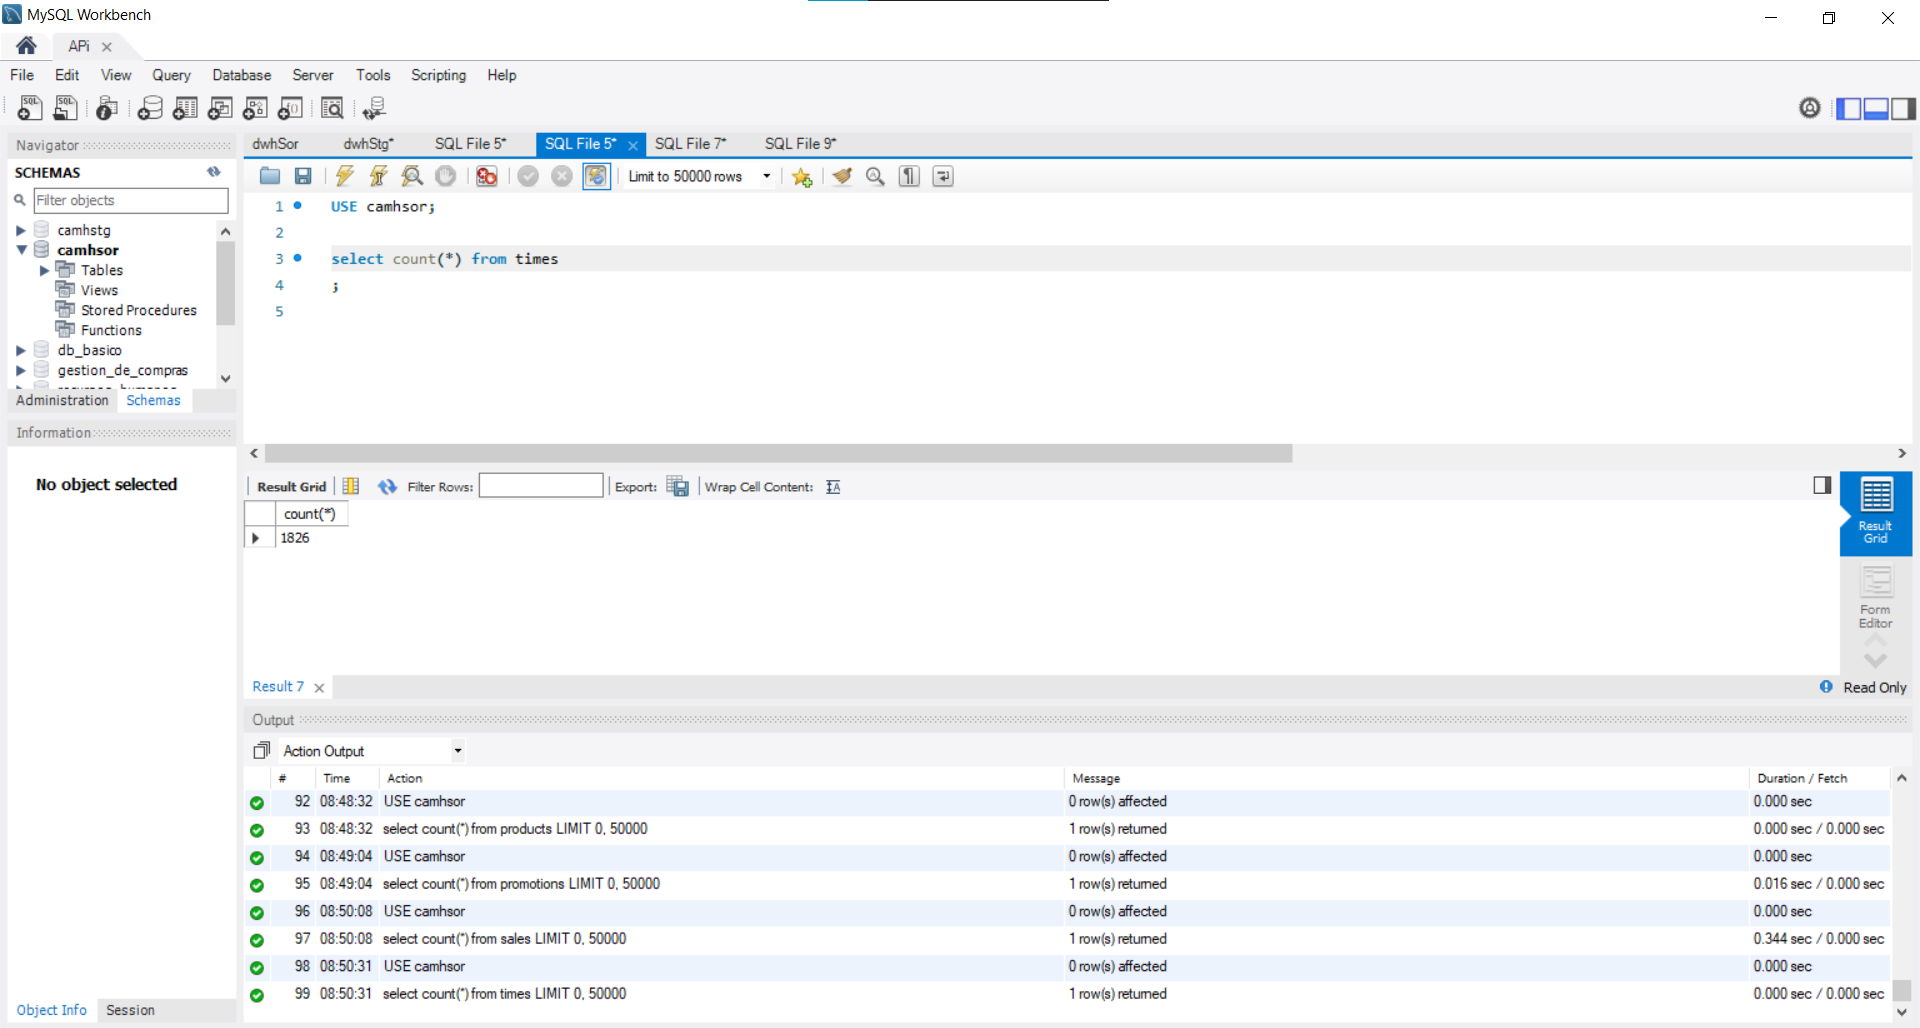 MySQL Workbench
APi
File Edit View Query Database Server Tools Scripting Help
Navigator
SCHEMAS
Filter objects
camhstg
camhsor
Tables
Views
Stored Procedures
Functions
db_basico
gestion_de_compras
Administration Schemas
Information
No object selected
Object Info Session
dwhSor dwhStg* SQL File 5* SQL File 5* SQL File 7* SQL File 9*
Limit to 50000 rows
1 USE camhsor;
2
3 select count(*) from times
4 ;
5
Result Grid Filter Rows: Export: Wrap Cell Content:
count(*)
1826
Result Grid
Form Editor
Result 7 Read Only
Output
Action Output
# Time Action Message Duration / Fetch
92 08:48:32 USE camhsor 0 row(s) affected 0.000 sec
93 08:48:32 select count(*) from products LIMIT 0, 50000 1 row(s) returned 0.000 sec / 0.000 sec
94 08:49:04 USE camhsor 0 row(s) affected 0.000 sec
95 08:49:04 select count(*) from promotions LIMIT 0, 50000 1 row(s) returned 0.016 sec / 0.000 sec
96 08:50:08 USE camhsor 0 row(s) affected 0.000 sec
97 08:50:08 select count(*) from sales LIMIT 0, 50000 1 row(s) returned 0.344 sec / 0.000 sec
98 08:50:31 USE camhsor 0 row(s) affected 0.000 sec
99 08:50:31 select count(*) from times LIMIT 0, 50000 1 row(s) returned 0.000 sec / 0.000 sec